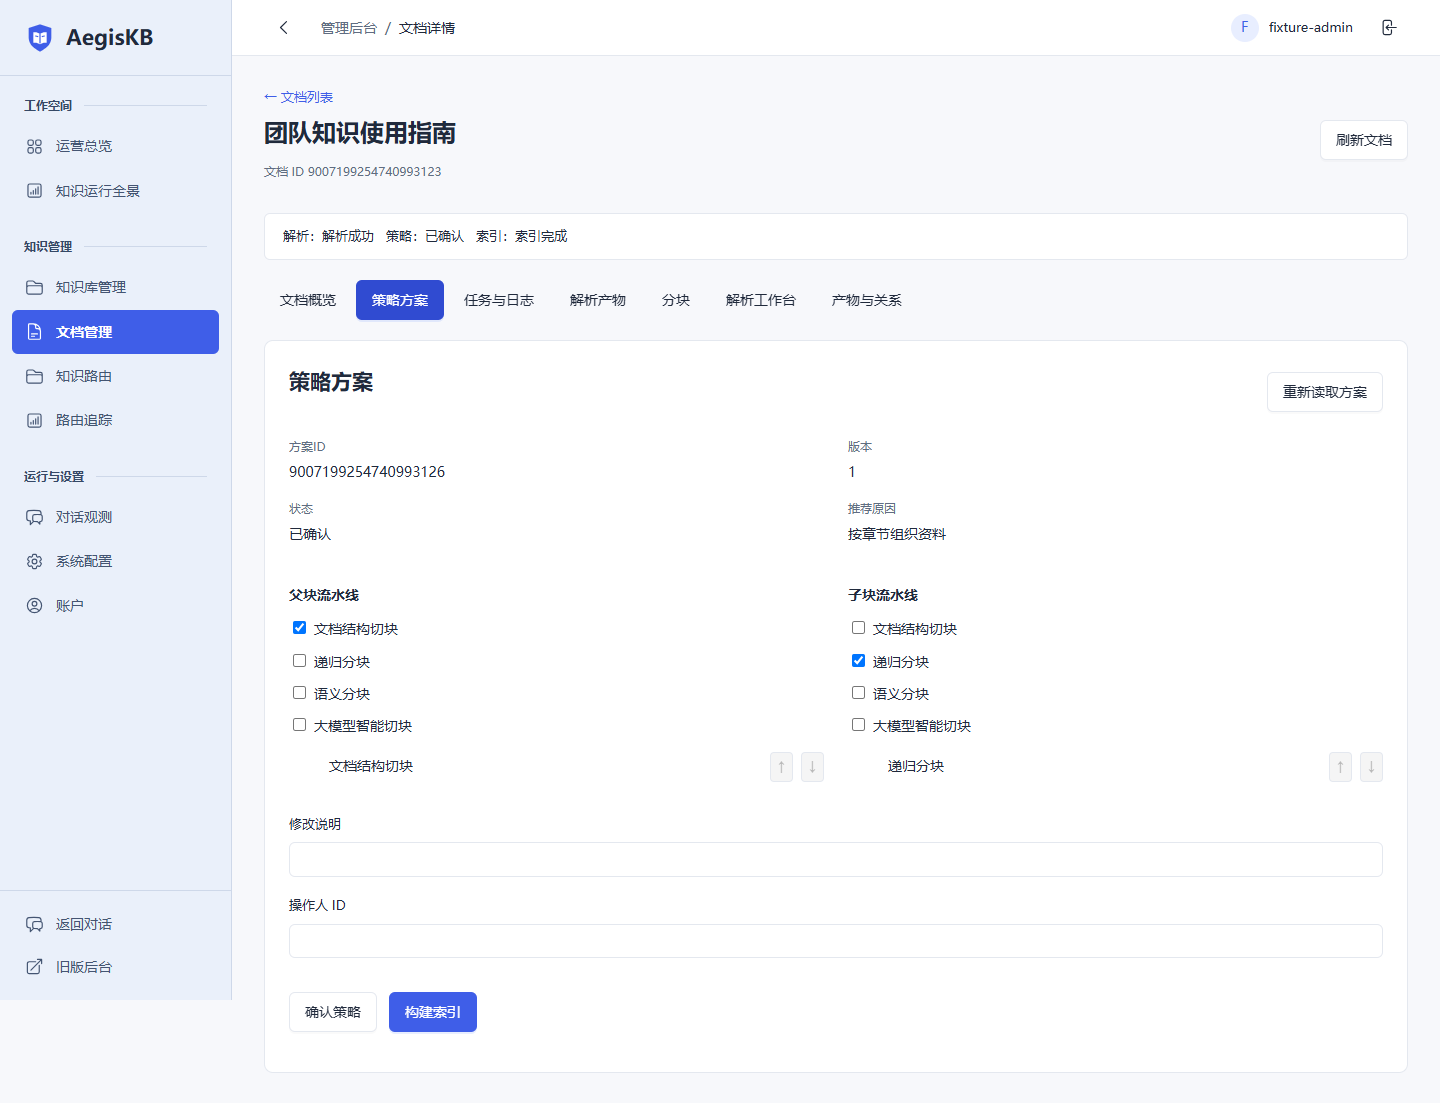 AegisKB
管理后台 / 文档详情
F fixture-admin
工作空间
运营总览
知识运行全景
知识管理
知识库管理
文档管理
知识路由
路由追踪
运行与设置
对话观测
系统配置
账户
返回对话
旧版后台
← 文档列表
团队知识使用指南
文档 ID 9007199254740993123
刷新文档
解析：解析成功 策略：已确认 索引：索引完成
文档概览 策略方案 任务与日志 解析产物 分块 解析工作台 产物与关系
策略方案
重新读取方案
方案ID
9007199254740993126
版本
1
状态
已确认
推荐原因
按章节组织资料
父块流水线
文档结构切块
递归分块
语义分块
大模型智能切块
文档结构切块 ↑ ↓
子块流水线
文档结构切块
递归分块
语义分块
大模型智能切块
递归分块 ↑ ↓
修改说明
操作人 ID
确认策略 构建索引